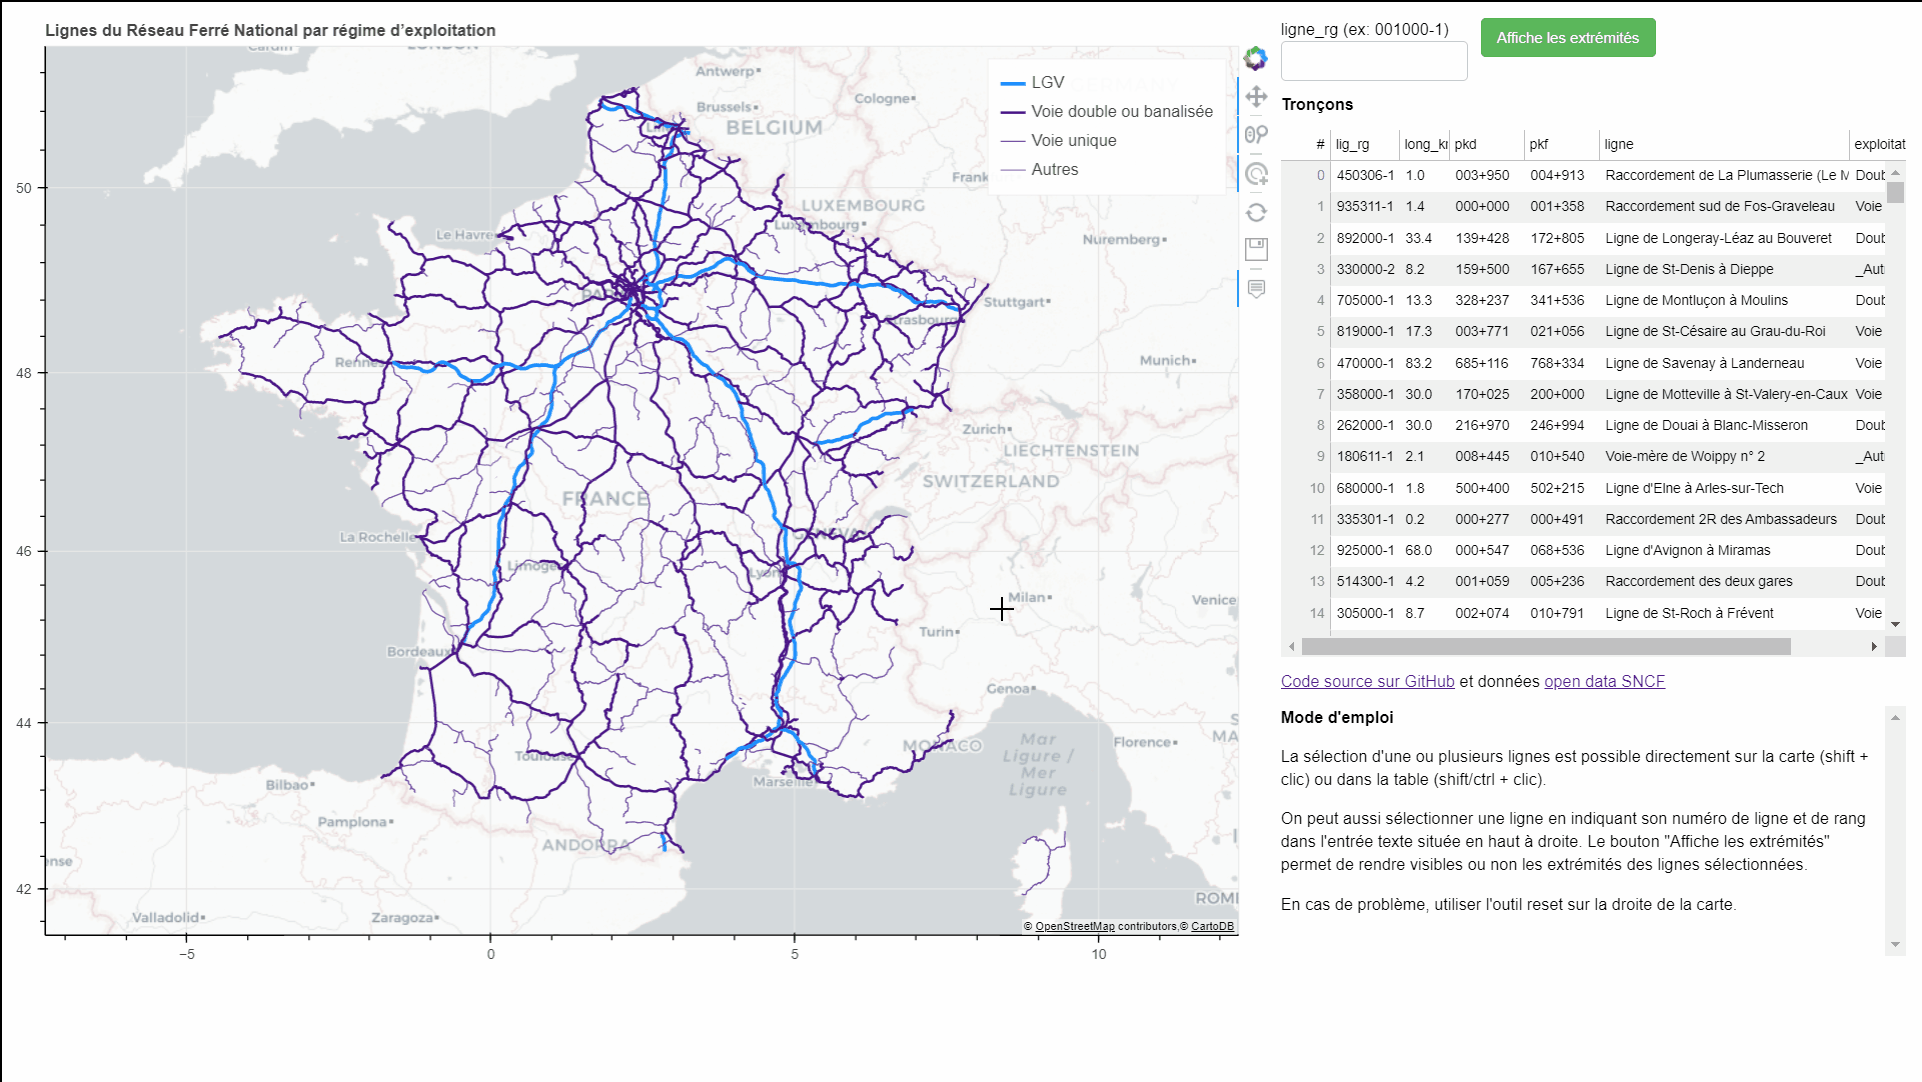 Lignes du Réseau Ferré National par régime d’exploitation
LGV
Voie double ou banalisée
Voie unique
Autres
LONDON
Cardiff
Antwerp
Brussels
Cologne
BELGIUM
Lille
Frank
LUXEMBOURG
Luxembourg
Le Havre
Nuremberg
PARIS
Stuttgart
Strasbourg
Rennes
Munich
Zurich
LIECHTENSTEIN
SWITZERLAND
FRANCE
La Rochelle
GENEVA
Limoges
Lyon
Milan
Venice
Turin
Bordeaux
Genoa
MONACO
Mar
Ligure /
Mer
Ligure
Florence
S
MA
Toulouse
Marseille
Bilbao
Pamplona
ANDORRA
ense
ROME
Valladolid
Zaragoza
50
48
46
44
42
−5
0
5
10
© OpenStreetMap contributors,© CartoDB
ligne_rg (ex: 001000-1)
Affiche les extrémités
Tronçons
# lig_rg long_kr pkd pkf ligne exploitat
0 450306-1 1.0 003+950 004+913 Raccordement de La Plumasserie (Le M Doub
1 935311-1 1.4 000+000 001+358 Raccordement sud de Fos-Graveleau Voie
2 892000-1 33.4 139+428 172+805 Ligne de Longeray-Léaz au Bouveret Doub
3 330000-2 8.2 159+500 167+655 Ligne de St-Denis à Dieppe _Aut
4 705000-1 13.3 328+237 341+536 Ligne de Montluçon à Moulins Doub
5 819000-1 17.3 003+771 021+056 Ligne de St-Césaire au Grau-du-Roi Voie
6 470000-1 83.2 685+116 768+334 Ligne de Savenay à Landerneau Voie
7 358000-1 30.0 170+025 200+000 Ligne de Motteville à St-Valery-en-Caux Voie
8 262000-1 30.0 216+970 246+994 Ligne de Douai à Blanc-Misseron Doub
9 180611-1 2.1 008+445 010+540 Voie-mère de Woippy n° 2 _Aut
10 680000-1 1.8 500+400 502+215 Ligne d'Elne à Arles-sur-Tech Voie
11 335301-1 0.2 000+277 000+491 Raccordement 2R des Ambassadeurs Doub
12 925000-1 68.0 000+547 068+536 Ligne d'Avignon à Miramas Doub
13 514300-1 4.2 001+059 005+236 Raccordement des deux gares Doub
14 305000-1 8.7 002+074 010+791 Ligne de St-Roch à Frévent Voie
Code source sur GitHub et données open data SNCF
Mode d'emploi
La sélection d'une ou plusieurs lignes est possible directement sur la carte (shift +
clic) ou dans la table (shift/ctrl + clic).
On peut aussi sélectionner une ligne en indiquant son numéro de ligne et de rang
dans l'entrée texte située en haut à droite. Le bouton "Affiche les extrémités"
permet de rendre visibles ou non les extrémités des lignes sélectionnées.
En cas de problème, utiliser l'outil reset sur la droite de la carte.